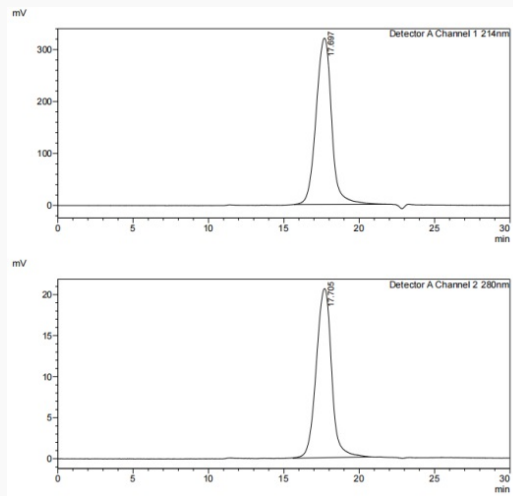 mV
Detector A Channel 1 214nm
17.697
300
200
100
0
0 5 10 15 20 25 30
min
mV
Detector A Channel 2 280nm
17.705
20
15
10
5
0
0 5 10 15 20 25 30
min